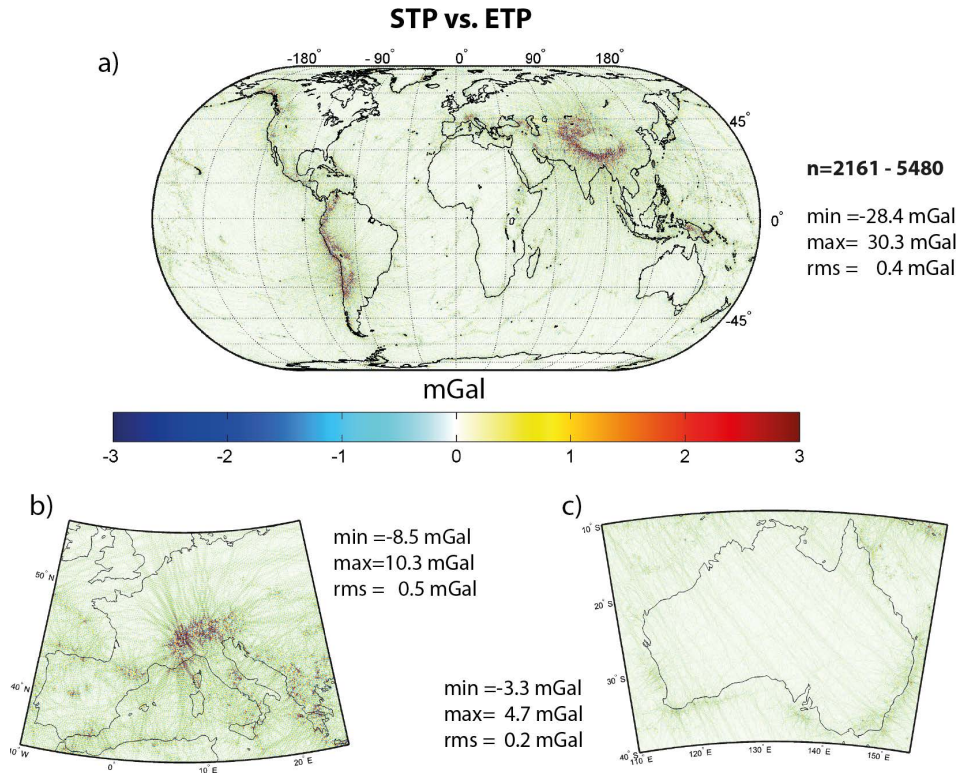 STP vs. ETP
a)
-180° -90° 0° 90° 180°
45°
0°
-45°
n=2161 - 5480
min =-28.4 mGal
max= 30.3 mGal
rms = 0.4 mGal
mGal
-3 -2 -1 0 1 2 3
b)
50°N
40°N
10°W
0° 10°E 20°E
min =-8.5 mGal
max=10.3 mGal
rms = 0.5 mGal
c)
10°S
20°S
30°S
40°S
110°E 120°E 130°E 140°E 150°E
min =-3.3 mGal
max= 4.7 mGal
rms = 0.2 mGal